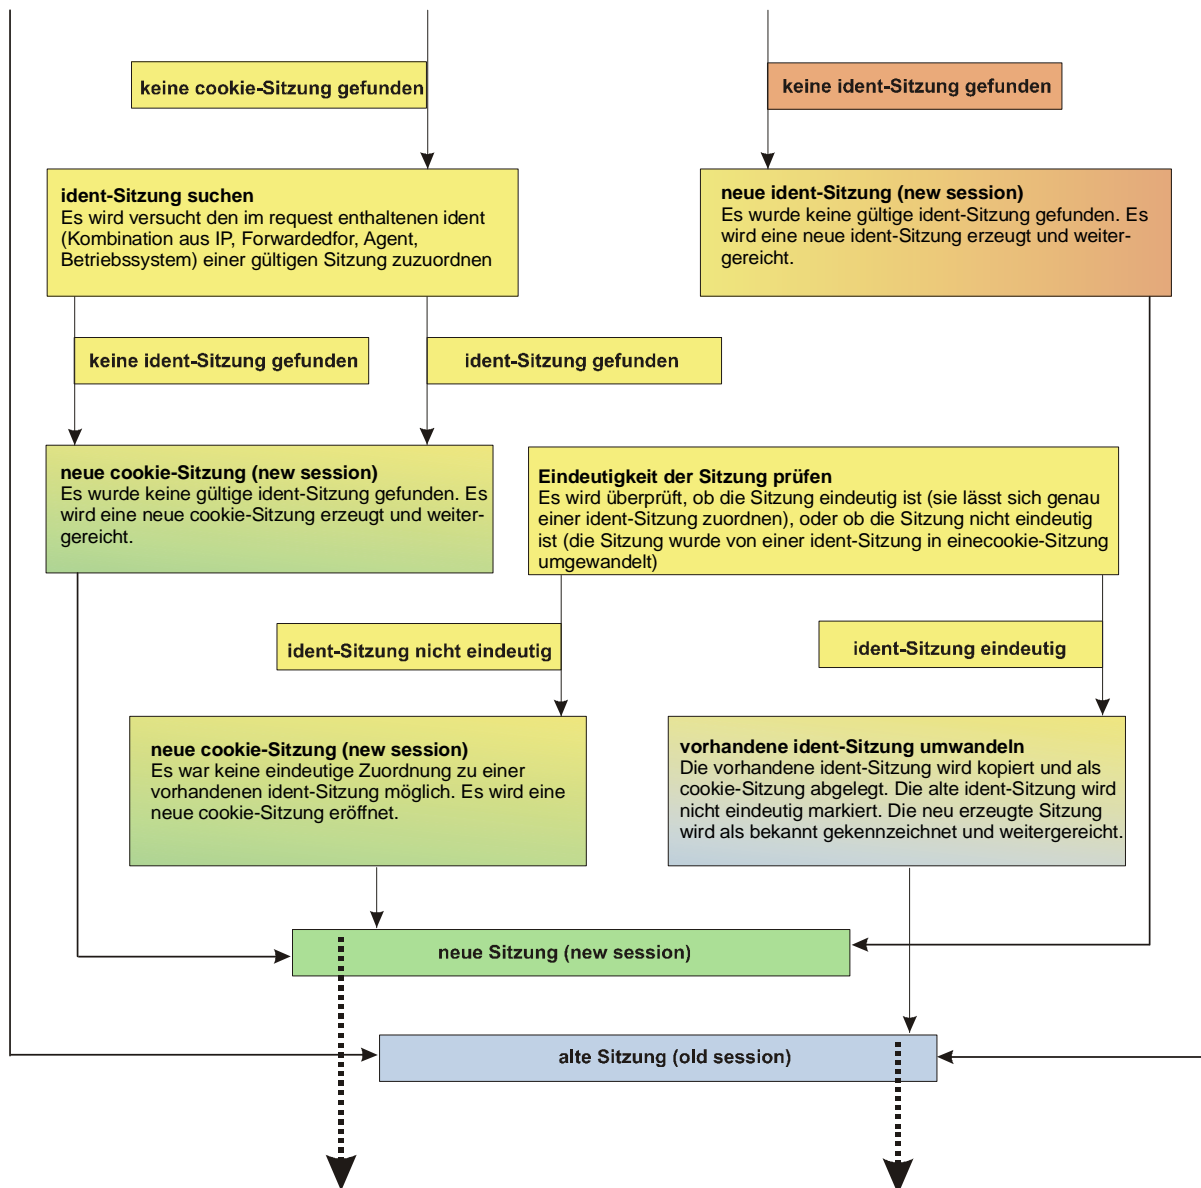 keine cookie-Sitzung gefunden
keine ident-Sitzung gefunden
ident-Sitzung suchen
Es wird versucht den im request enthaltenen ident
(Kombination aus IP, Forwardedfor, Agent,
Betriebssystem) einer gültigen Sitzung zuzuordnen
neue ident-Sitzung (new session)
Es wurde keine gültige ident-Sitzung gefunden. Es
wird eine neue ident-Sitzung erzeugt und weiter-
gereicht.
keine ident-Sitzung gefunden
ident-Sitzung gefunden
neue cookie-Sitzung (new session)
Es wurde keine gültige ident-Sitzung gefunden. Es
wird eine neue cookie-Sitzung erzeugt und weiter-
gereicht.
Eindeutigkeit der Sitzung prüfen
Es wird überprüft, ob die Sitzung eindeutig ist (sie lässt sich genau
einer ident-Sitzung zuordnen), oder ob die Sitzung nicht eindeutig
ist (die Sitzung wurde von einer ident-Sitzung in einecookie-Sitzung
umgewandelt)
ident-Sitzung nicht eindeutig
ident-Sitzung eindeutig
neue cookie-Sitzung (new session)
Es war keine eindeutige Zuordnung zu einer
vorhandenen ident-Sitzung möglich. Es wird eine
neue cookie-Sitzung eröffnet.
vorhandene ident-Sitzung umwandeln
Die vorhandene ident-Sitzung wird kopiert und als
cookie-Sitzung abgelegt. Die alte ident-Sitzung wird
nicht eindeutig markiert. Die neu erzeugte Sitzung
wird als bekannt gekennzeichnet und weitergereicht.
neue Sitzung (new session)
alte Sitzung (old session)